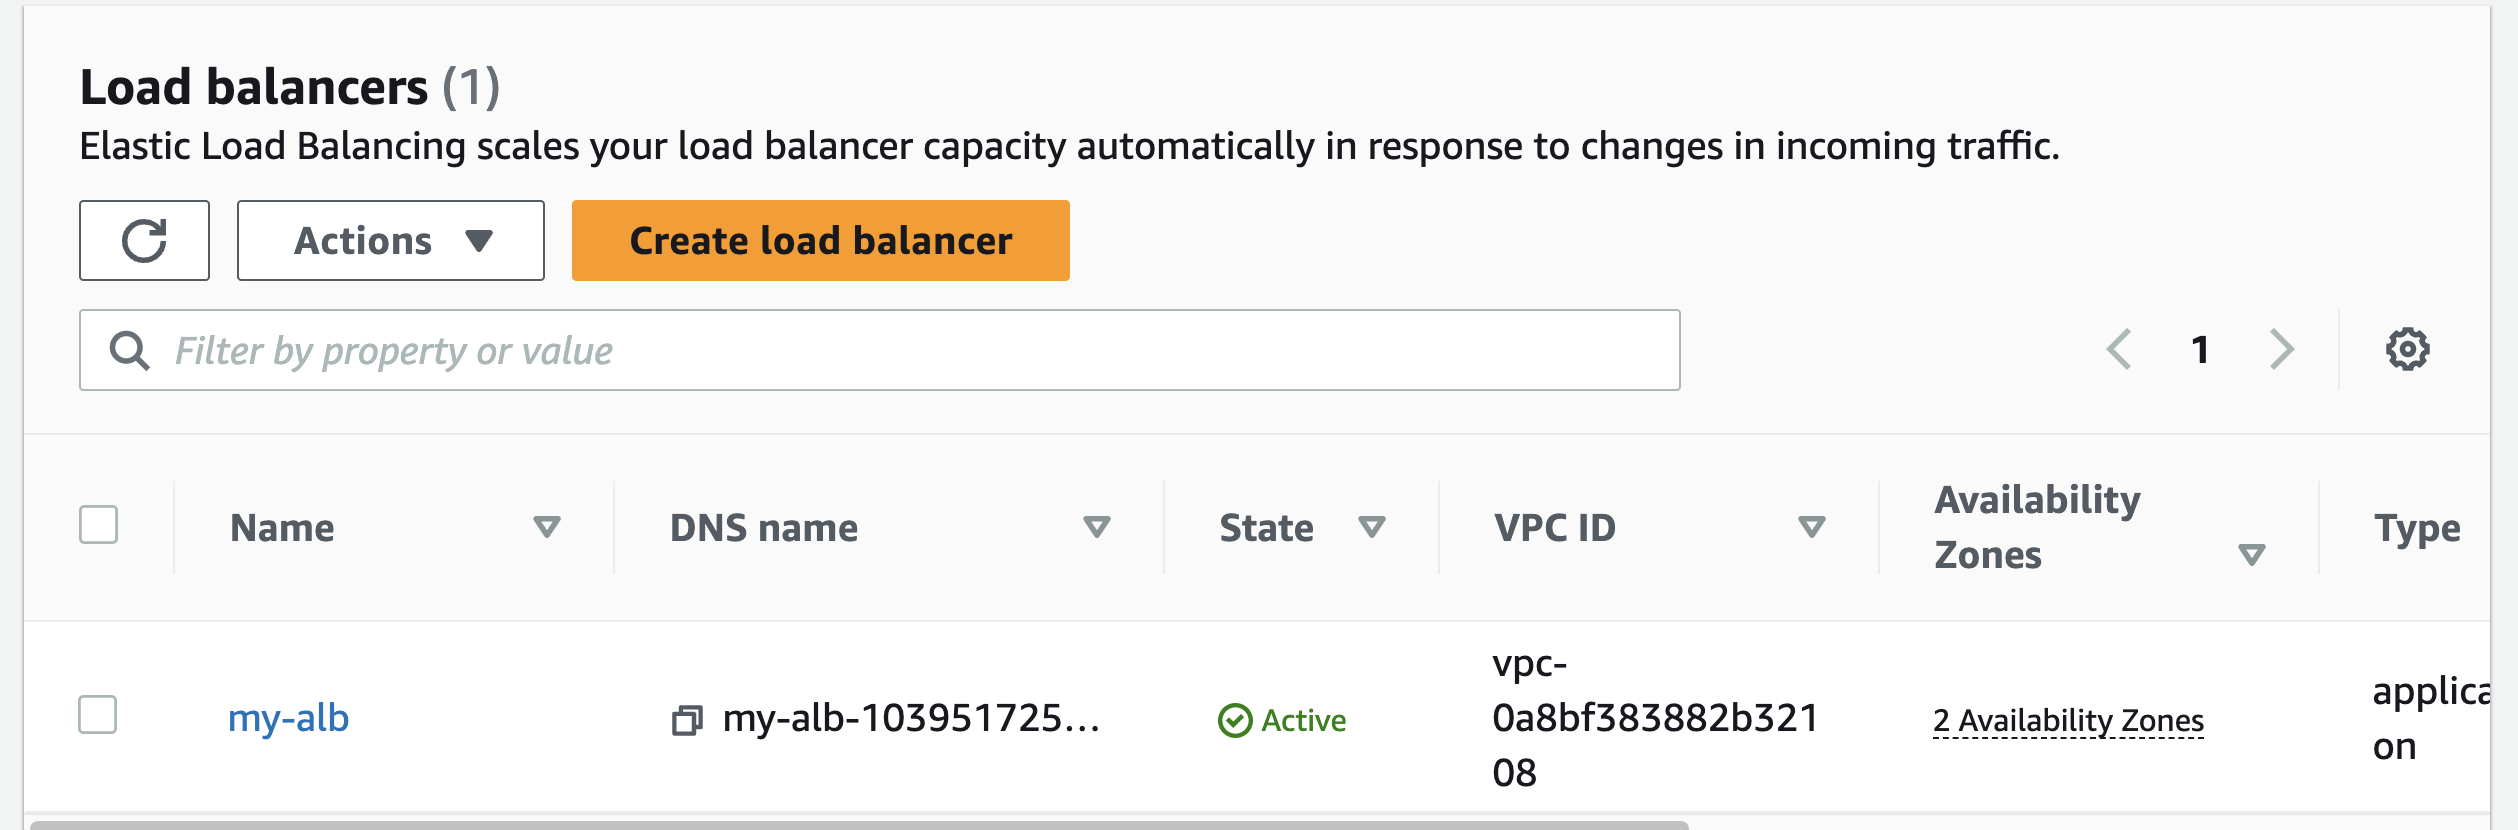 Load balancers (1)
Elastic Load Balancing scales your load balancer capacity automatically in response to changes in incoming traffic.
Actions Create load balancer
Filter by property or value 1
Name DNS name State VPC ID Availability Zones Type
my-alb my-alb-103951725... Active vpc-0a8bf383882b32108 2 Availability Zones applica
on